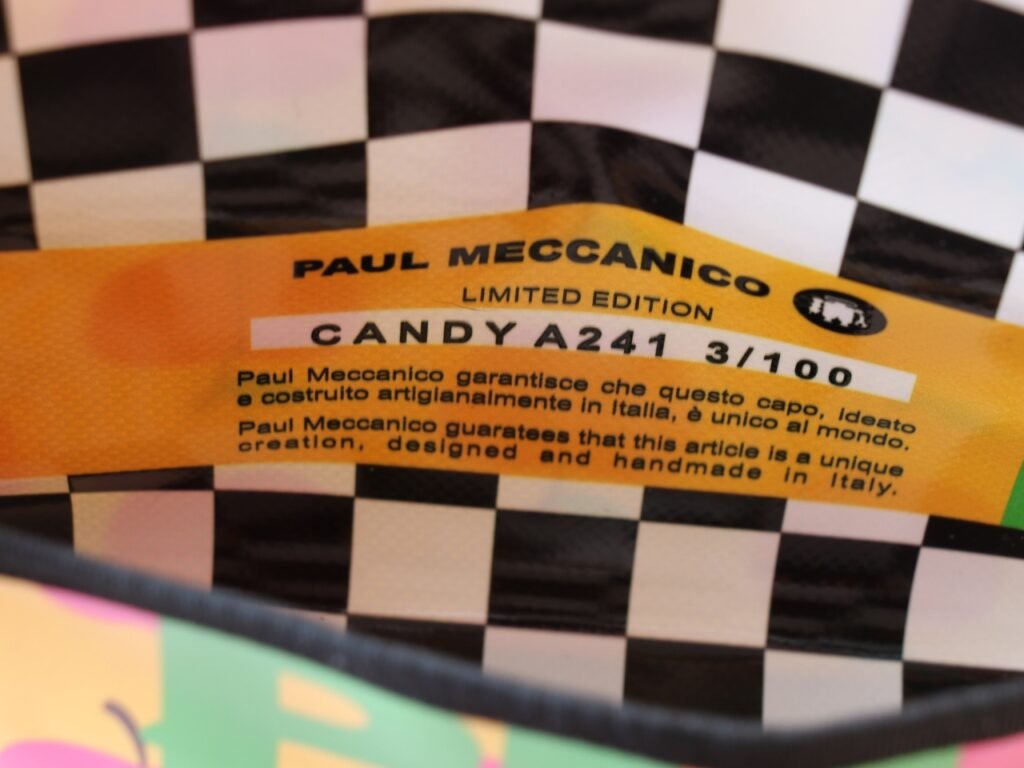 PAUL MECCANICO
LIMITED EDITION
CANDY A241 3/100
Paul Meccanico garantisce che questo capo, ideato
e costruito artigianalmente in Italia, è unico al mondo.
Paul Meccanico guaratees that this article is a unique
creation, designed and handmade in Italy.